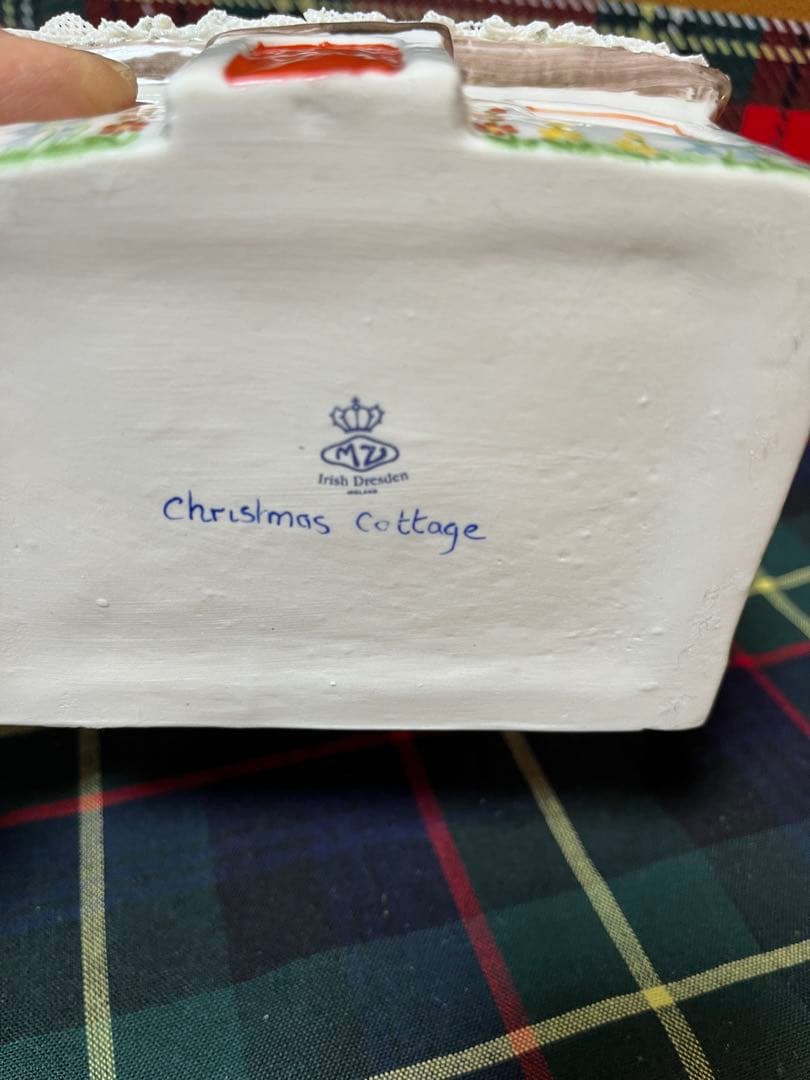 MZ
Irish Dresden
IRELAND
Christmas Cottage